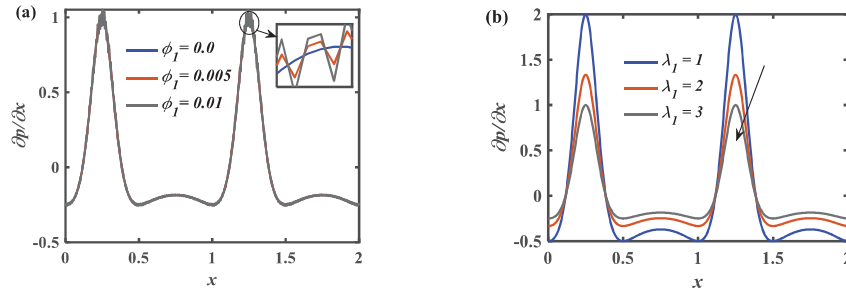 (a)
1
0.5
0
-0.5
∂p/∂x
ϕ1 = 0.0
ϕ1 = 0.005
ϕ1 = 0.01
0 0.5 1 1.5 2
x
(b)
2
1.5
1
0.5
0
-0.5
∂p/∂x
λ1 = 1
λ1 = 2
λ1 = 3
0 0.5 1 1.5 2
x